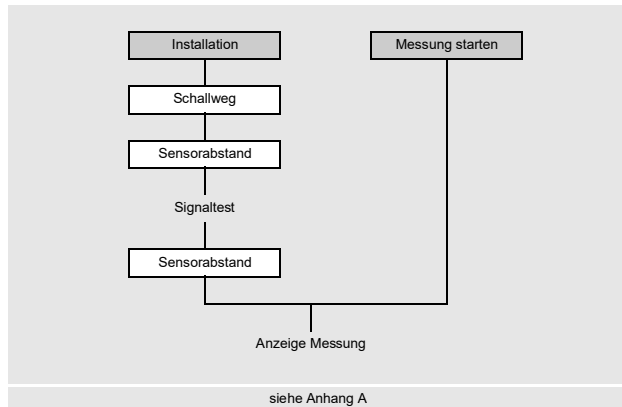 Installation
Messung starten
Schallweg
Sensorabstand
Signaltest
Sensorabstand
Anzeige Messung
siehe Anhang A